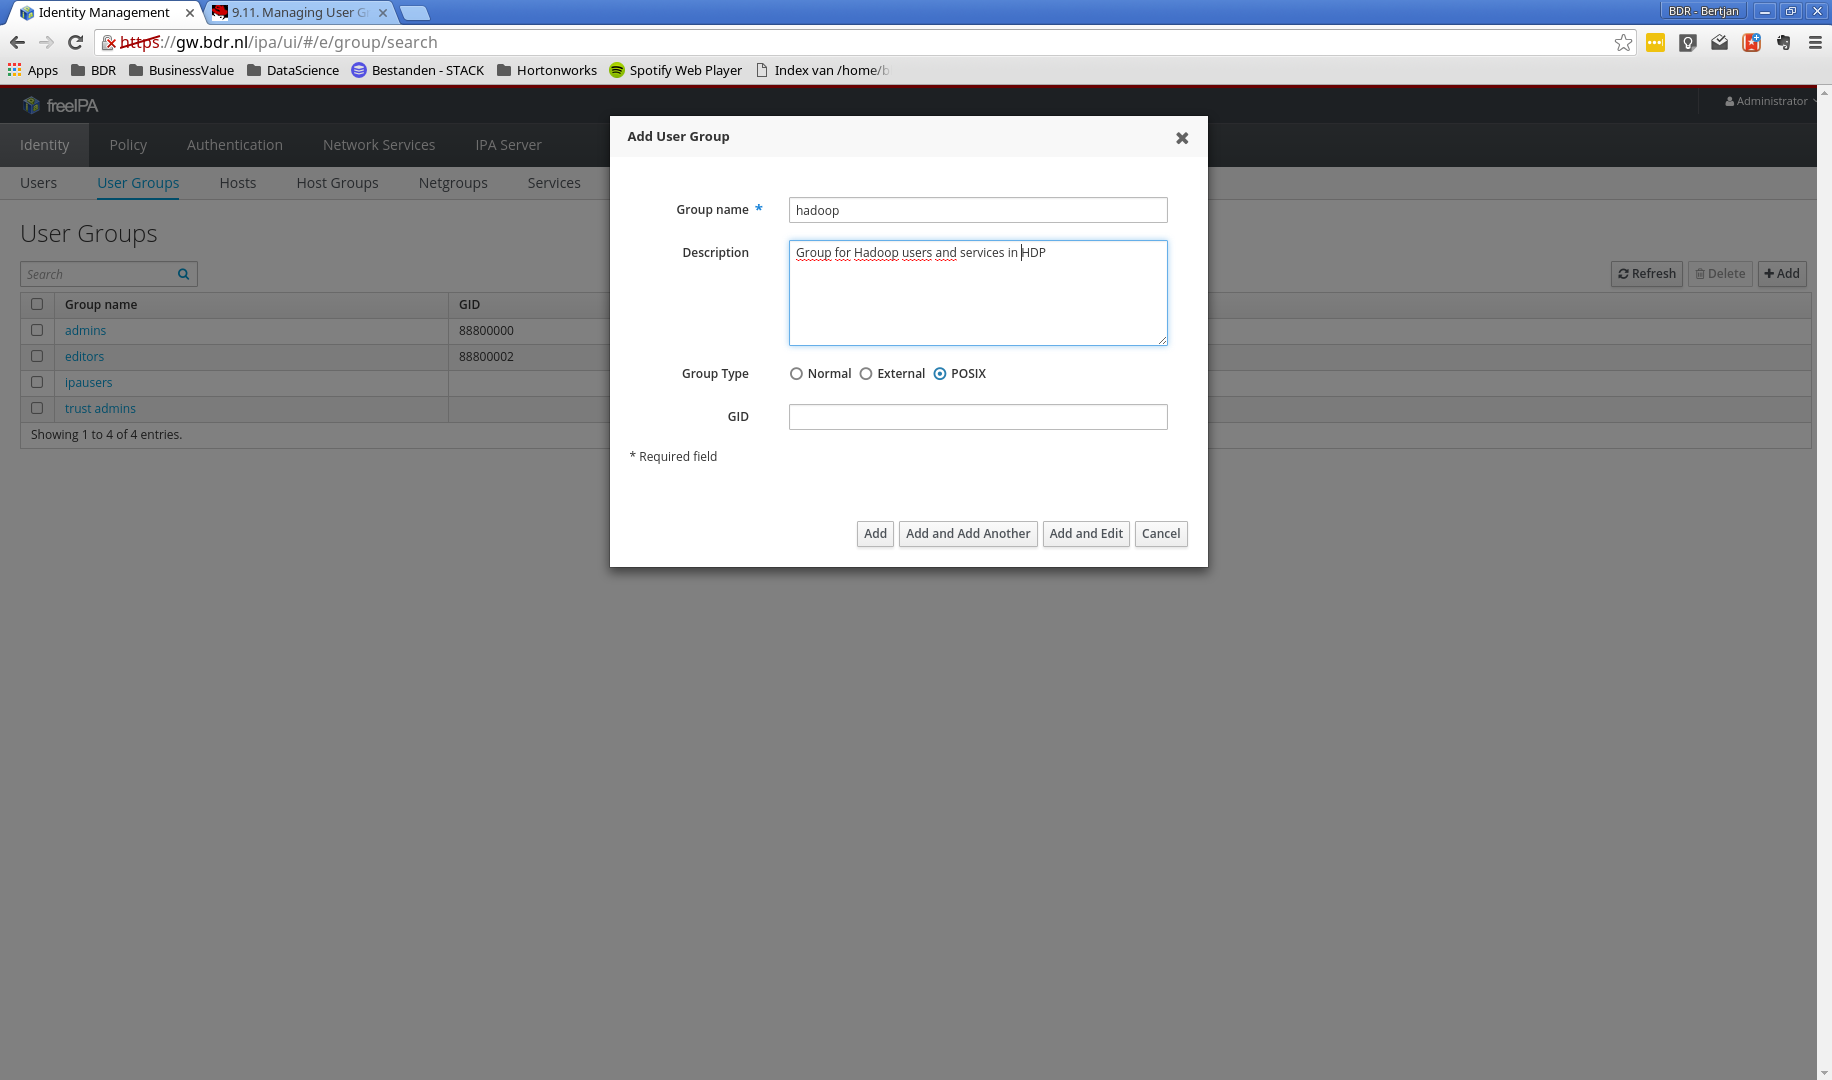 Identity Management
9.11. Managing User G
BDR - Bertjan
https://gw.bdr.nl/ipa/ui/#/e/group/search
Apps BDR BusinessValue DataScience Bestanden - STACK Hortonworks Spotify Web Player Index van /home/b
freeIPA
Administrator
Identity Policy Authentication Network Services IPA Server
Users User Groups Hosts Host Groups Netgroups Services
User Groups
Search
Refresh Delete Add
Group name GID
admins 88800000
editors 88800002
ipausers
trust admins
Showing 1 to 4 of 4 entries.
Add User Group
Group name * hadoop
Description Group for Hadoop users and services in HDP
Group Type Normal External POSIX
GID
* Required field
Add Add and Add Another Add and Edit Cancel